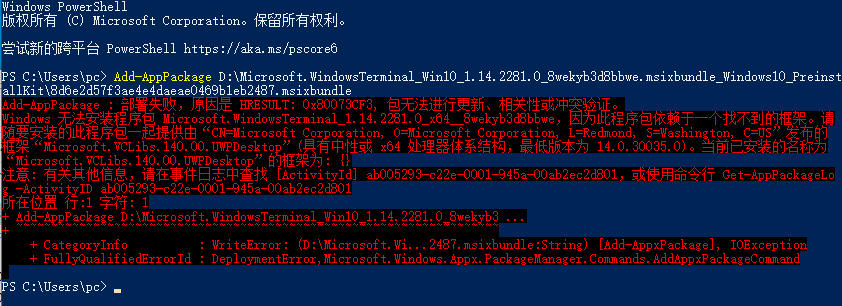 Windows PowerShell
版权所有 (C) Microsoft Corporation。保留所有权利。
尝试新的跨平台 PowerShell https://aka.ms/pscore6
PS C:\Users\pc> Add-AppPackage D:\Microsoft.WindowsTerminal_Win10_1.14.2281.0_8wekyb3d8bbwe.msixbundle_Windows10_Preinst
allKit\8d6e2d57f3ae4e4daeae0469b1eb2487.msixbundle
Add-AppPackage : 部署失败，原因是 HRESULT: 0x80073CF3, 包无法进行更新、相关性或冲突验证。
Windows 无法安装程序包 Microsoft.WindowsTerminal_1.14.2281.0_x64__8wekyb3d8bbwe，因为此程序包依赖于一个找不到的框架。请
随要安装的此程序包一起提供由“CN=Microsoft Corporation, O=Microsoft Corporation, L=Redmond, S=Washington, C=US”发布的
框架“Microsoft.VCLibs.140.00.UWPDesktop”(具有中性或 x64 处理器体系结构，最低版本为 14.0.30035.0)。当前已安装的名称为
“Microsoft.VCLibs.140.00.UWPDesktop”的框架为: {}
注意: 有关其他信息，请在事件日志中查找 [ActivityId] ab005293-c22e-0001-945a-00ab2ec2d801，或使用命令行 Get-AppPackageLo
g -ActivityID ab005293-c22e-0001-945a-00ab2ec2d801
所在位置 行:1 字符: 1
+ Add-AppPackage D:\Microsoft.WindowsTerminal_Win10_1.14.2281.0_8wekyb3 ...
+ ~~~~~~~~~~~~~~~~~~~~~~~~~~~~~~~~~~~~~~~~~~~~~~~~~~~~~~~~~~~~~~~~~~~~~
+ CategoryInfo          : WriteError: (D:\Microsoft.Wi...2487.msixbundle:String) [Add-AppxPackage], IOException
+ FullyQualifiedErrorId : DeploymentError,Microsoft.Windows.Appx.PackageManager.Commands.AddAppxPackageCommand
PS C:\Users\pc>